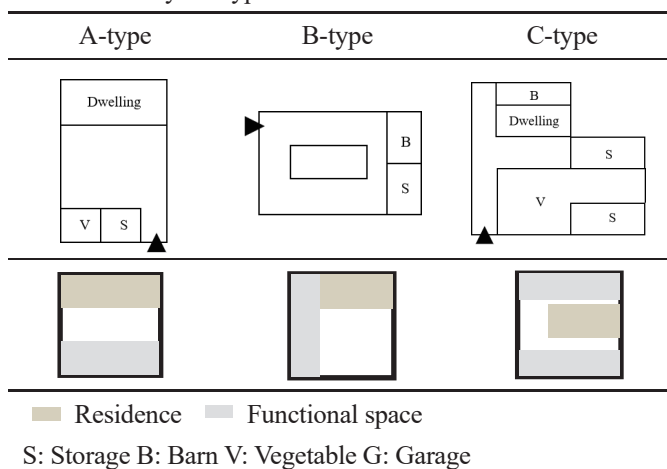 A-type B-type C-type
Dwelling
V S
B
S
B
Dwelling
S
V
S
Residence Functional space
S: Storage B: Barn V: Vegetable G: Garage